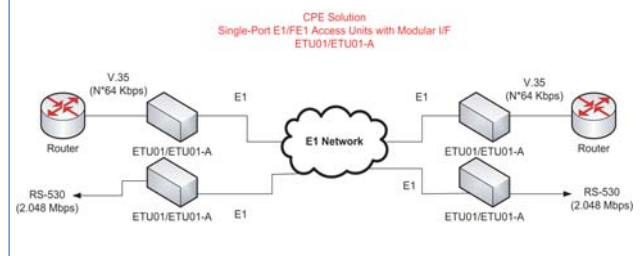 CPE Solution
Single-Port E1/FE1 Access Units with Modular I/F
ETU01/ETU01-A
V.35
(N*64 Kbps)
E1
E1
V.35
(N*64 Kbps)
Router
ETU01/ETU01-A
E1 Network
ETU01/ETU01-A
Router
RS-530
(2.048 Mbps)
ETU01/ETU01-A
E1
E1
ETU01/ETU01-A
RS-530
(2.048 Mbps)